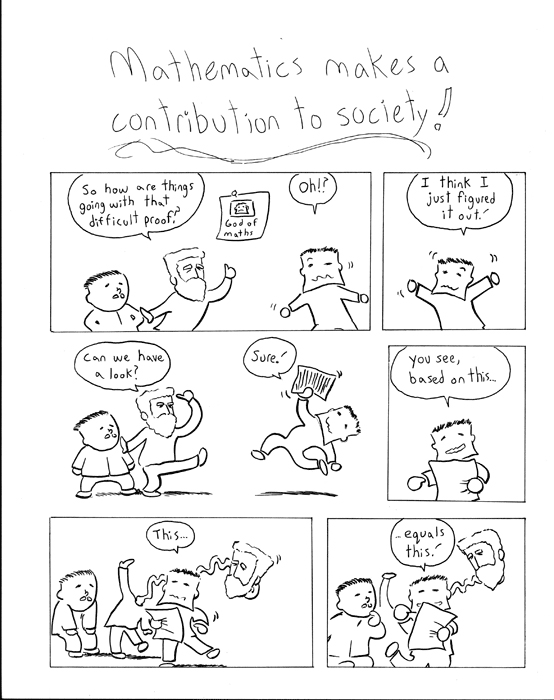 Mathematics makes a
contribution to society!
So how are things
going with that
difficult proof?
God of
maths
Oh!?
I think I
just figured
it out!
Can we have
a look?
Sure!
you see,
based on this...
This...
...equals
this!